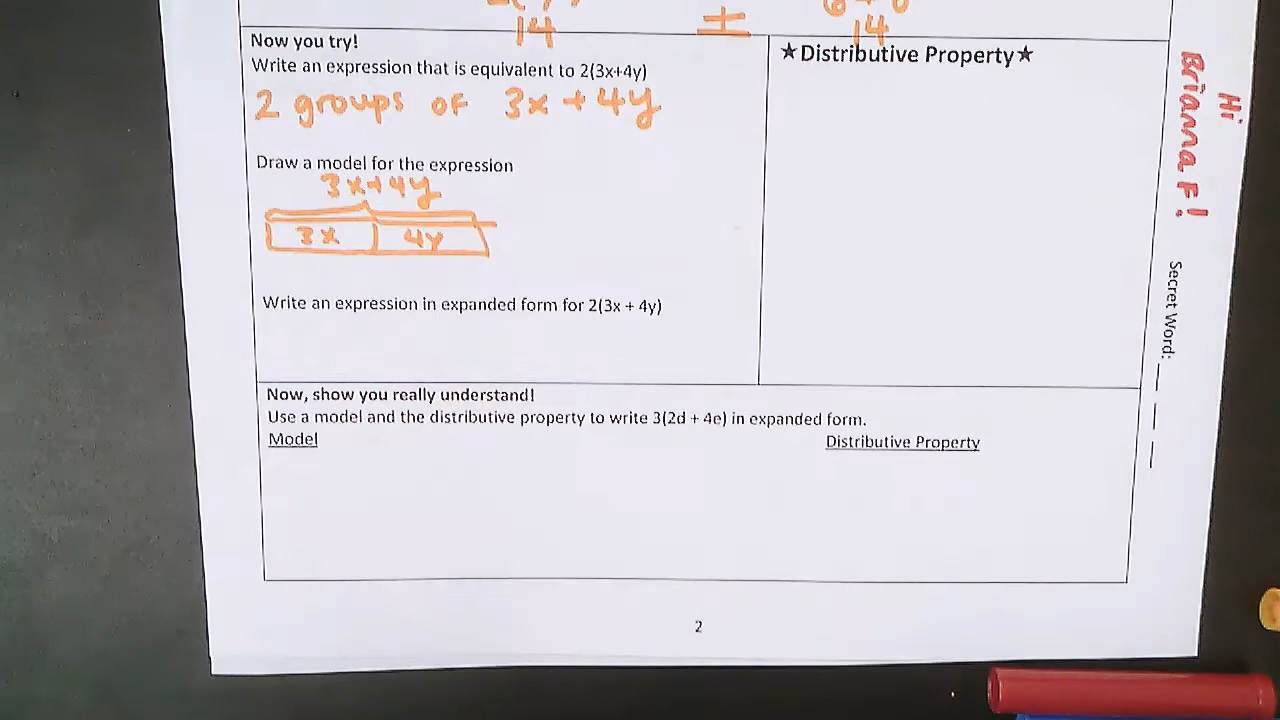 14
±
14
Now you try!
Write an expression that is equivalent to 2(3x+4y)
2 groups of 3x + 4y
Draw a model for the expression
3x+4y
3x 4y
Write an expression in expanded form for 2(3x + 4y)
★Distributive Property★
Now, show you really understand!
Use a model and the distributive property to write 3(2d + 4e) in expanded form.
Model
Distributive Property
2
Hi
Brianna F!
Secret Word: _ _ _